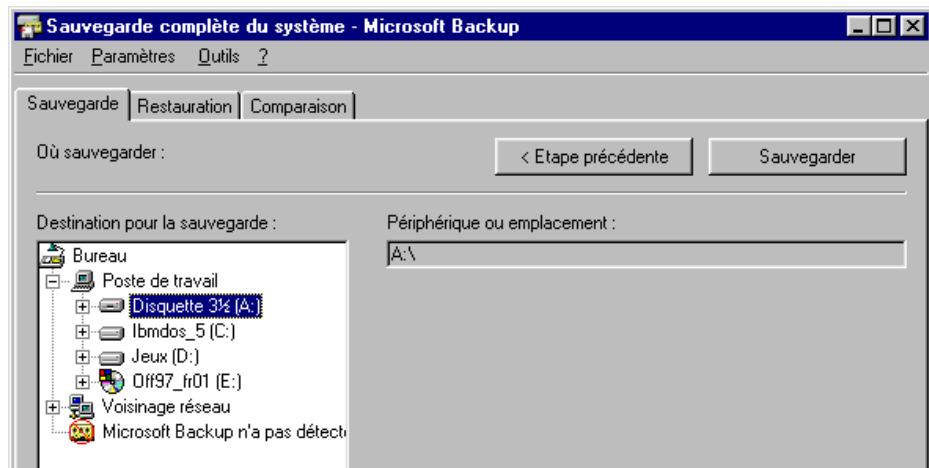 Sauvegarde complète du système - Microsoft Backup
Fichier Paramètres Outils ?
Sauvegarde Restauration Comparaison
Où sauvegarder :
< Etape précédente
Sauvegarder
Destination pour la sauvegarde :
Périphérique ou emplacement :
A:\
Bureau
Poste de travail
Disquette 3½ (A:)
Ibmdos_5 (C:)
Jeux (D:)
Off97_fr01 (E:)
Voisinage réseau
Microsoft Backup n'a pas détect